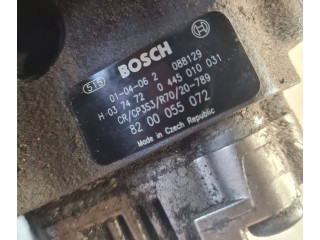 515 BOSCH
01-04-06 2 088129
H 03 74 72 0 445 010 031
CR/CP3S3/R70/20-789
82 00 055 072
Made in Czech Republic